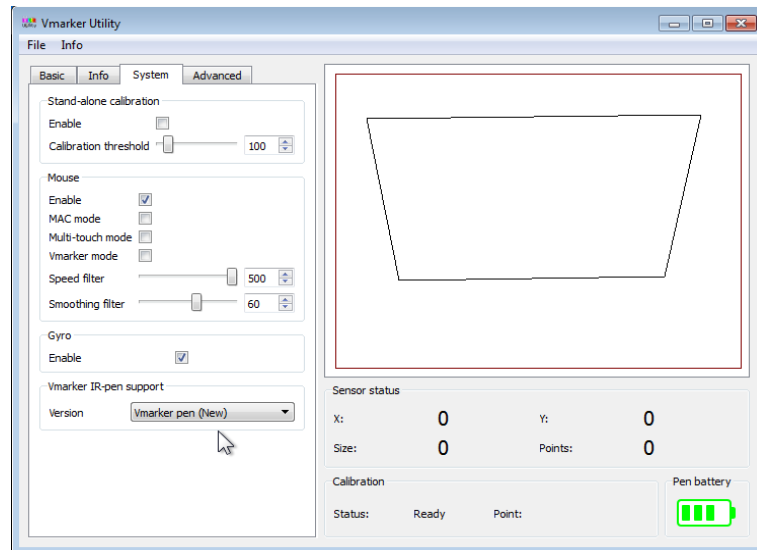 Vmarker Utility
File Info
Basic Info System Advanced
Stand-alone calibration
Enable
Calibration threshold 100
Mouse
Enable
MAC mode
Multi-touch mode
Vmarker mode
Speed filter 500
Smoothing filter 60
Gyro
Enable
Vmarker IR-pen support
Version Vmarker pen (New)
Sensor status
X: 0 Y: 0
Size: 0 Points: 0
Calibration
Status: Ready Point:
Pen battery